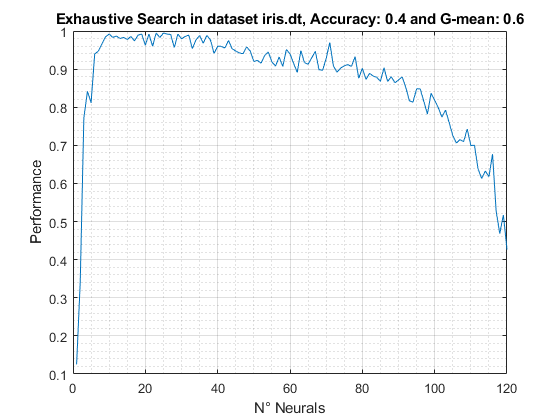 Exhaustive Search in dataset iris.dt, Accuracy: 0.4 and G-mean: 0.6
1
0.9
0.8
0.7
0.6
0.5
0.4
0.3
0.2
0.1
Performance
0 20 40 60 80 100 120
N° Neurals